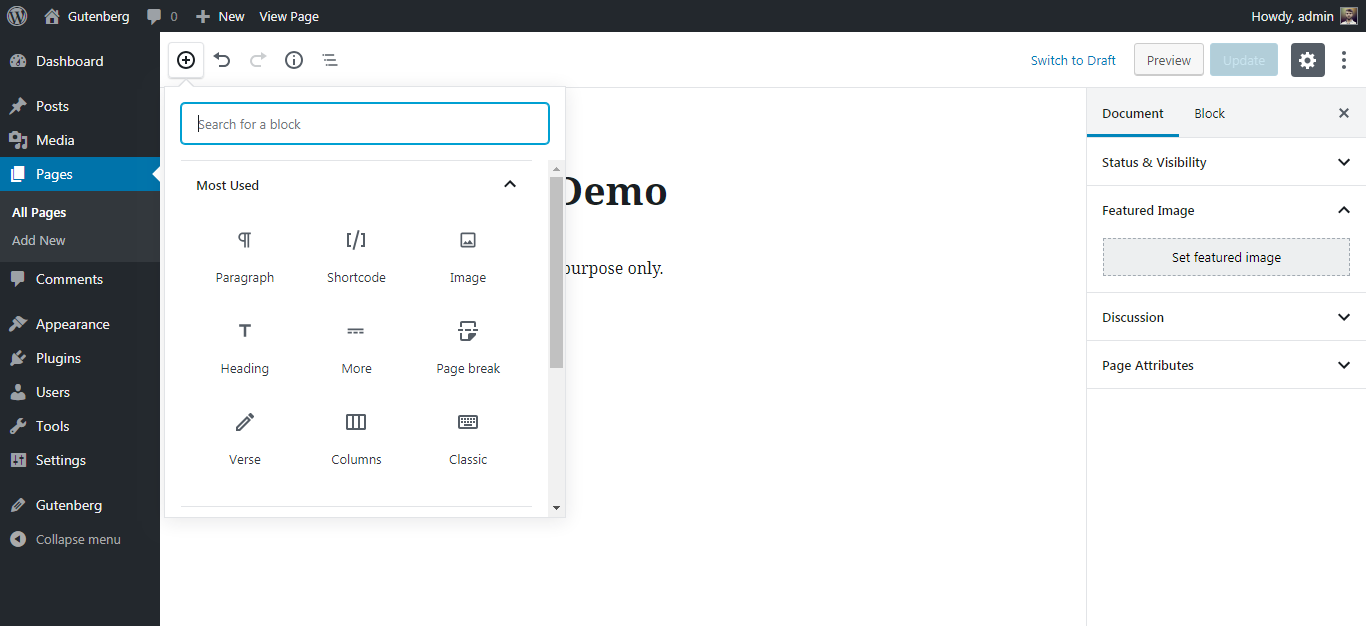 Gutenberg 0 New View Page Howdy, admin
Dashboard
Posts
Media
Pages
All Pages
Add New
Comments
Appearance
Plugins
Users
Tools
Settings
Gutenberg
Collapse menu
Switch to Draft Preview Update
Search for a block
Most Used
Paragraph Shortcode Image
Heading More Page break
Verse Columns Classic
Demo
purpose only.
Document Block
Status & Visibility
Featured Image
Set featured image
Discussion
Page Attributes